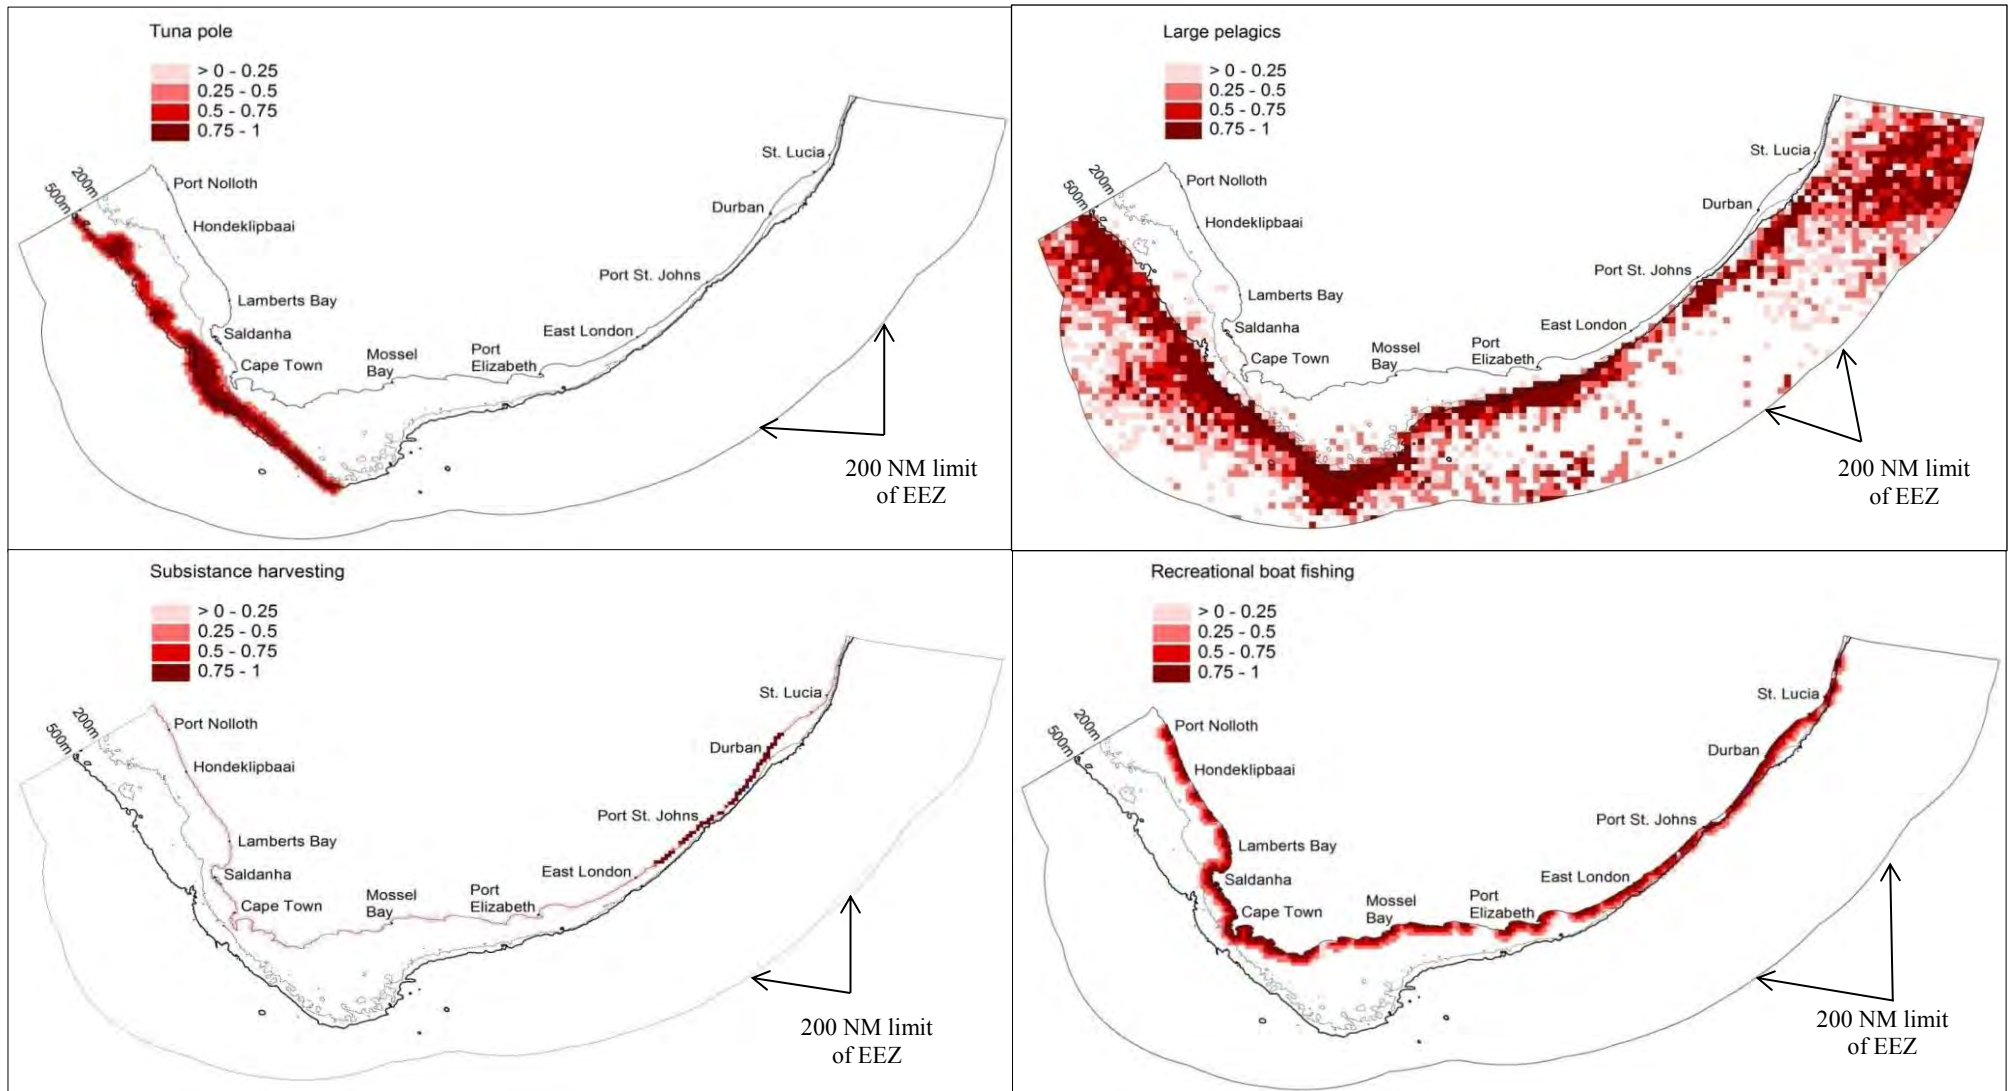 Tuna pole
> 0 - 0.25
0.25 - 0.5
0.5 - 0.75
0.75 - 1
200m
500m
Port Nolloth
Hondeklipbaai
Lamberts Bay
Saldanha
Cape Town
Mossel
Bay
Port
Elizabeth
East London
Port St. Johns
Durban
St. Lucia
200 NM limit
of EEZ
Large pelagics
> 0 - 0.25
0.25 - 0.5
0.5 - 0.75
0.75 - 1
200m
500m
Port Nolloth
Hondeklipbaai
Lamberts Bay
Saldanha
Cape Town
Mossel
Bay
Port
Elizabeth
East London
Port St. Johns
Durban
St. Lucia
200 NM limit
of EEZ
Subsistance harvesting
> 0 - 0.25
0.25 - 0.5
0.5 - 0.75
0.75 - 1
200m
500m
Port Nolloth
Hondeklipbaai
Lamberts Bay
Saldanha
Cape Town
Mossel
Bay
Port
Elizabeth
East London
Port St. Johns
Durban
St. Lucia
200 NM limit
of EEZ
Recreational boat fishing
> 0 - 0.25
0.25 - 0.5
0.5 - 0.75
0.75 - 1
200m
500m
Port Nolloth
Hondeklipbaai
Lamberts Bay
Saldanha
Cape Town
Mossel
Bay
Port
Elizabeth
East London
Port St. Johns
Durban
St. Lucia
200 NM limit
of EEZ